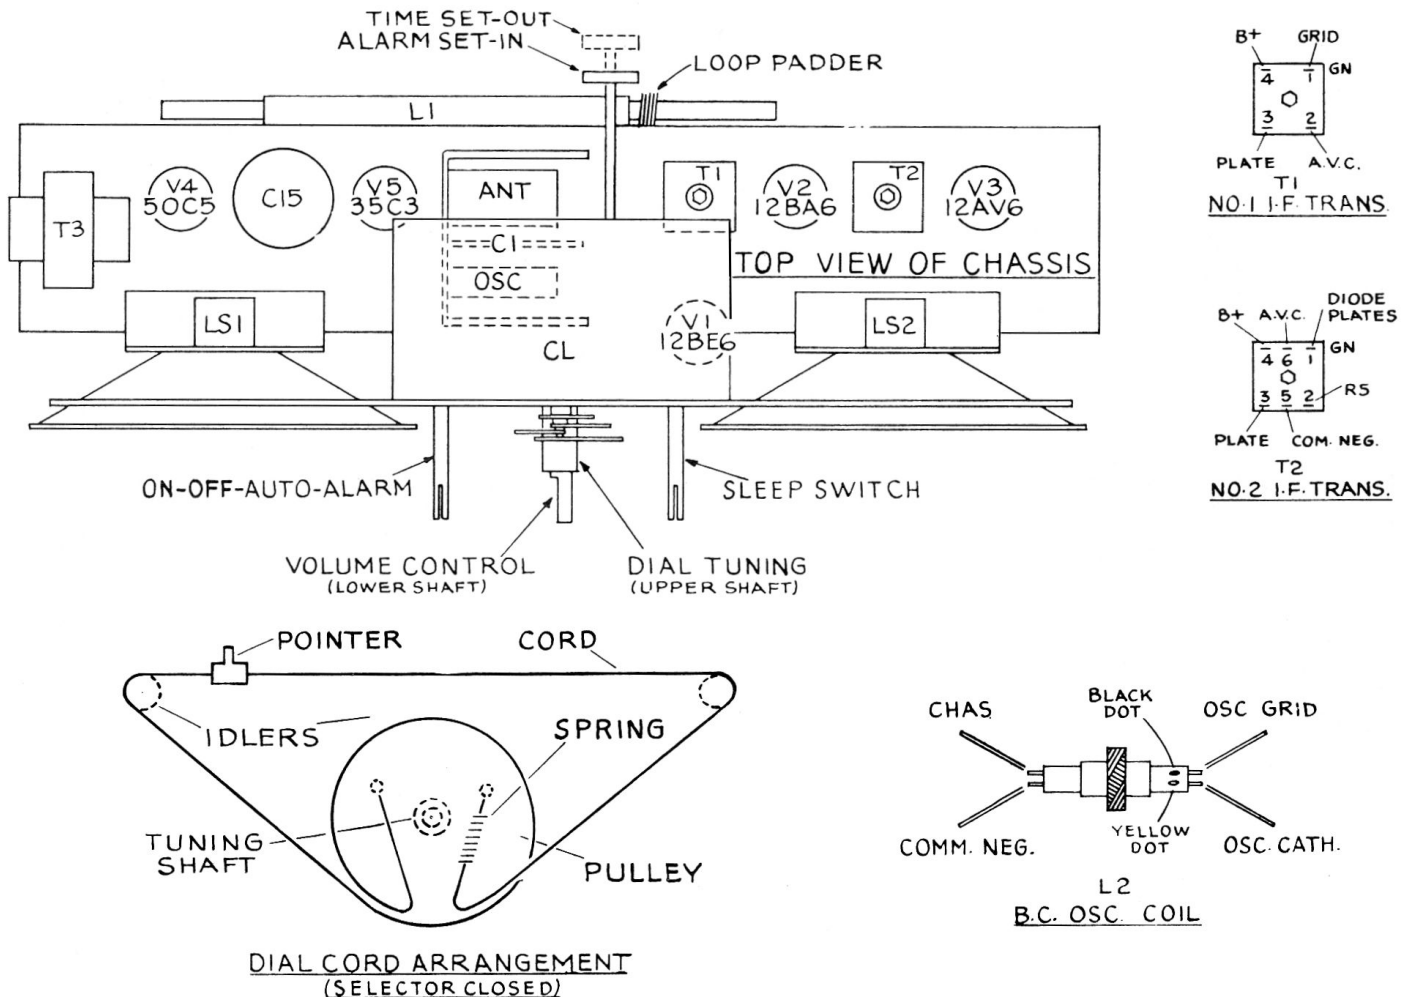 TIME SET-OUT
ALARM SET-IN
LOOP PADDER
L1
T3
V4
50C5
C15
V5
35C3
ANT
C1
OSC
CL
T1
V2
12BA6
T2
V3
12AV6
TOP VIEW OF CHASSIS
LS1
V1
12BE6
LS2
ON-OFF-AUTO-ALARM
SLEEP SWITCH
VOLUME CONTROL
(LOWER SHAFT)
DIAL TUNING
(UPPER SHAFT)
B+ GRID
4 1 GN
3 2
PLATE A.V.C.
T1
NO.1 I.F. TRANS.
B+ A.V.C. DIODE
PLATES
4 6 1 GN
3 5 2 R5
PLATE COM. NEG.
T2
NO.2 I.F. TRANS.
POINTER
CORD
IDLERS
SPRING
TUNING
SHAFT
PULLEY
DIAL CORD ARRANGEMENT
(SELECTOR CLOSED)
CHAS
BLACK
DOT
OSC GRID
COMM. NEG.
YELLOW
DOT
OSC. CATH.
L2
B.C. OSC. COIL